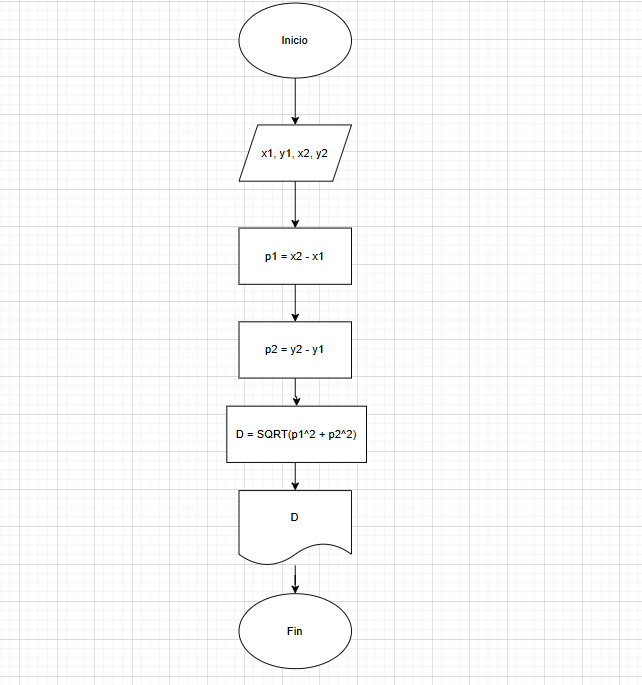 Inicio
x1, y1, x2, y2
p1 = x2 - x1
p2 = y2 - y1
D = SQRT(p1^2 + p2^2)
D
Fin